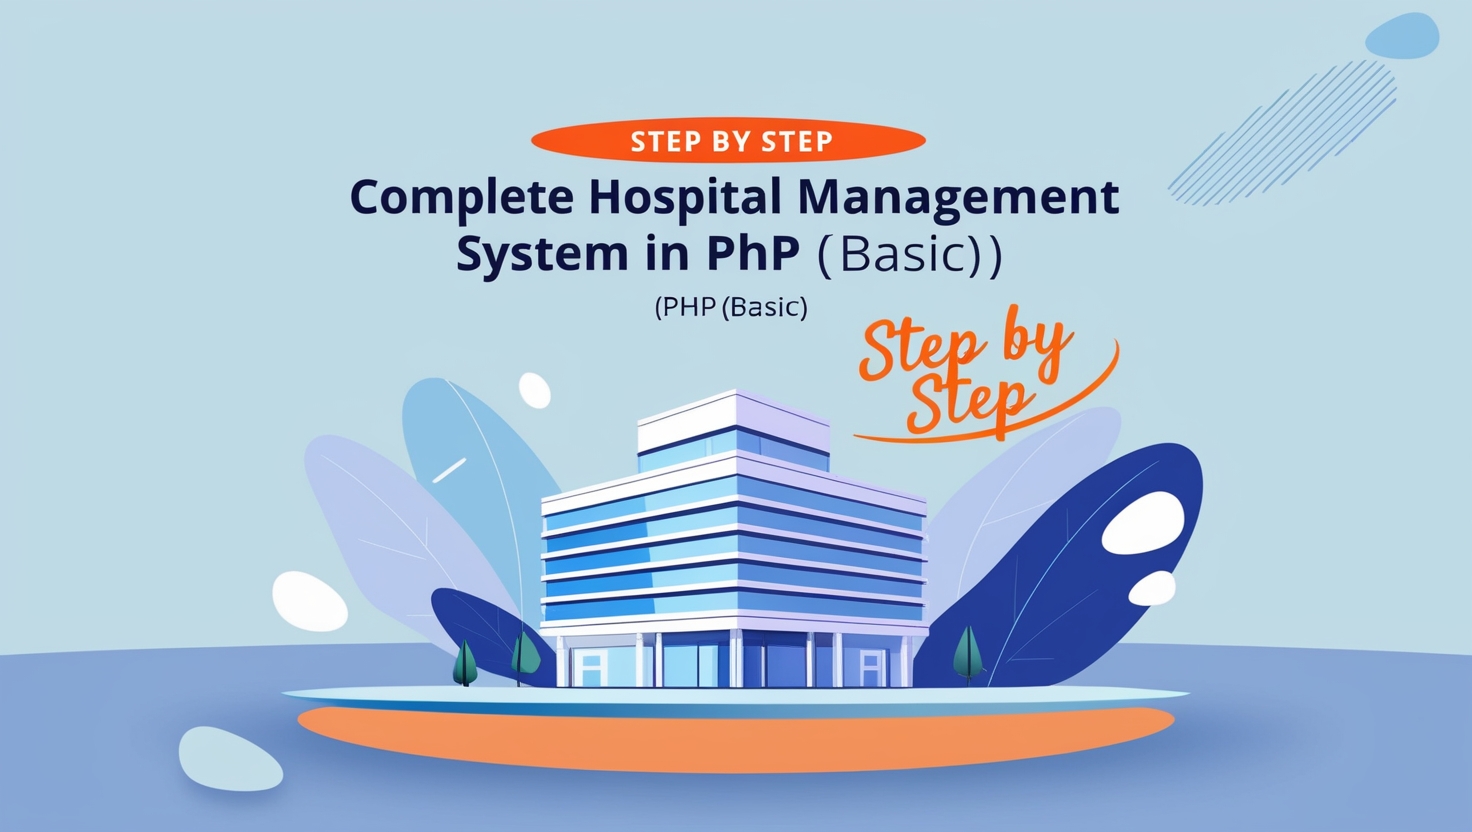 STEP BY STEP
Complete Hospital Management
System in PhP (Basic))
(PHP (Basic)
Step by
Step